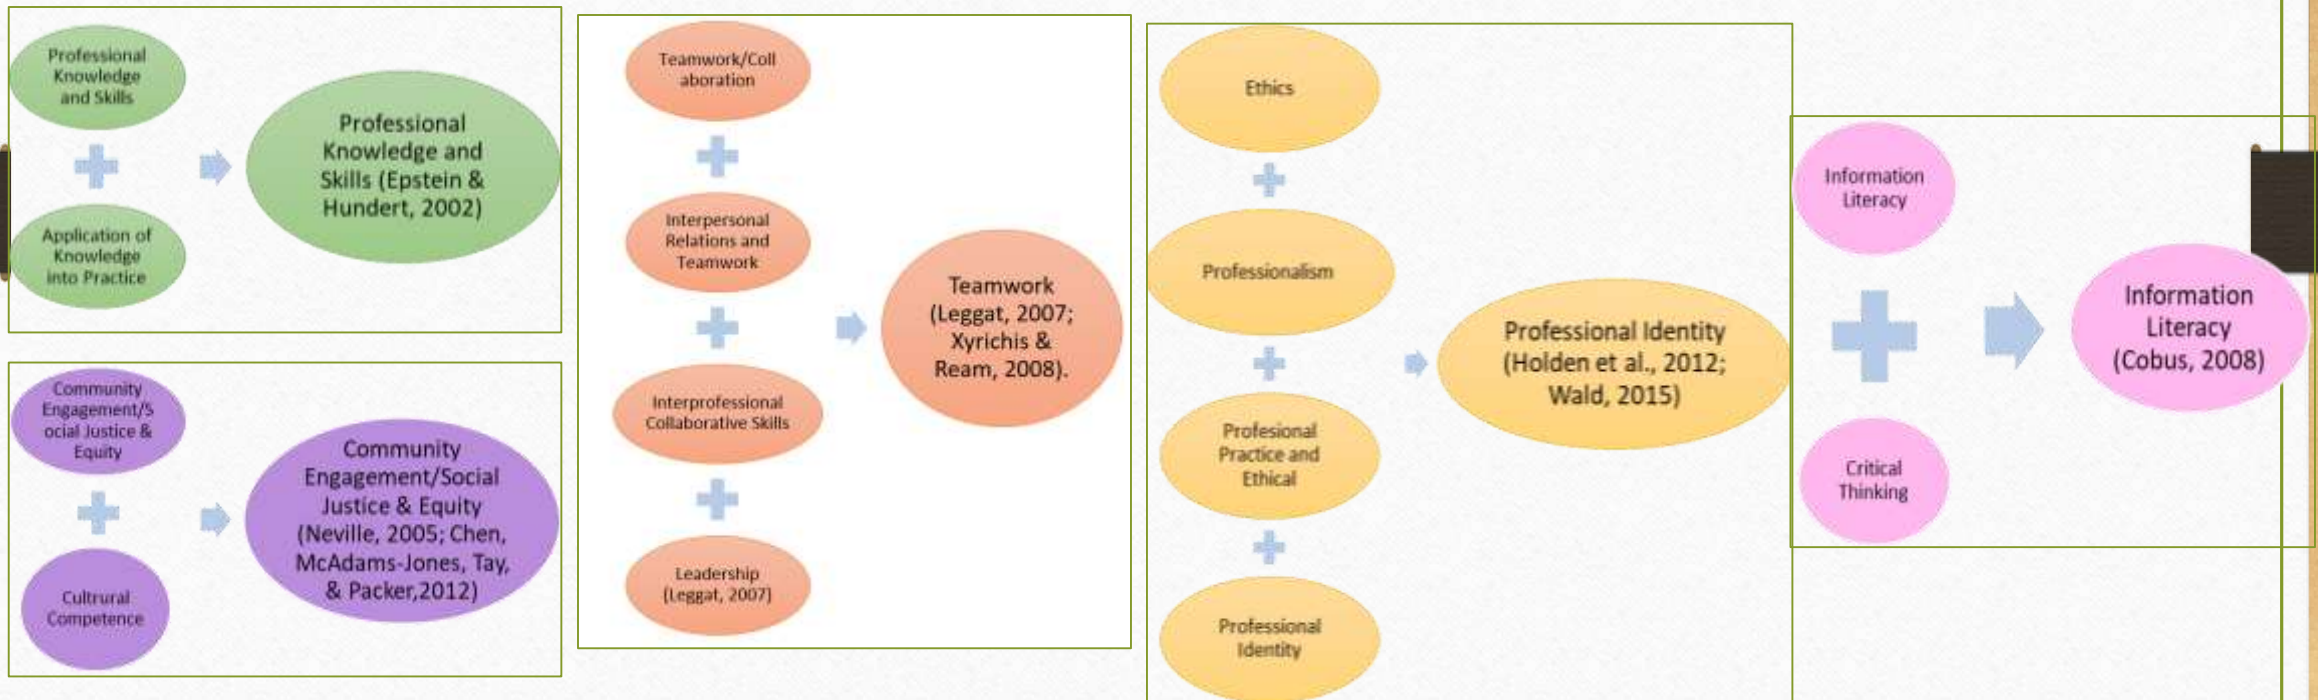 Professional
Knowledge
and Skills
Application of
Knowledge
into Practice
Professional
Knowledge and
Skills (Epstein &
Hundert, 2002)
Community
Engagement/S
ocial Justice &
Equity
Cultrural
Competence
Community
Engagement/Social
Justice & Equity
(Neville, 2005; Chen,
McAdams-Jones, Tay,
& Packer,2012)
Teamwork/Coll
aboration
Interpersonal
Relations and
Teamwork
Interprofessional
Collaborative Skills
Leadership
(Leggat, 2007)
Teamwork
(Leggat, 2007;
Xyrichis &
Ream, 2008).
Ethics
Professionalism
Profesional
Practice and
Ethical
Professional
Identity
Professional Identity
(Holden et al., 2012;
Wald, 2015)
Information
Literacy
Critical
Thinking
Information
Literacy
(Cobus, 2008)